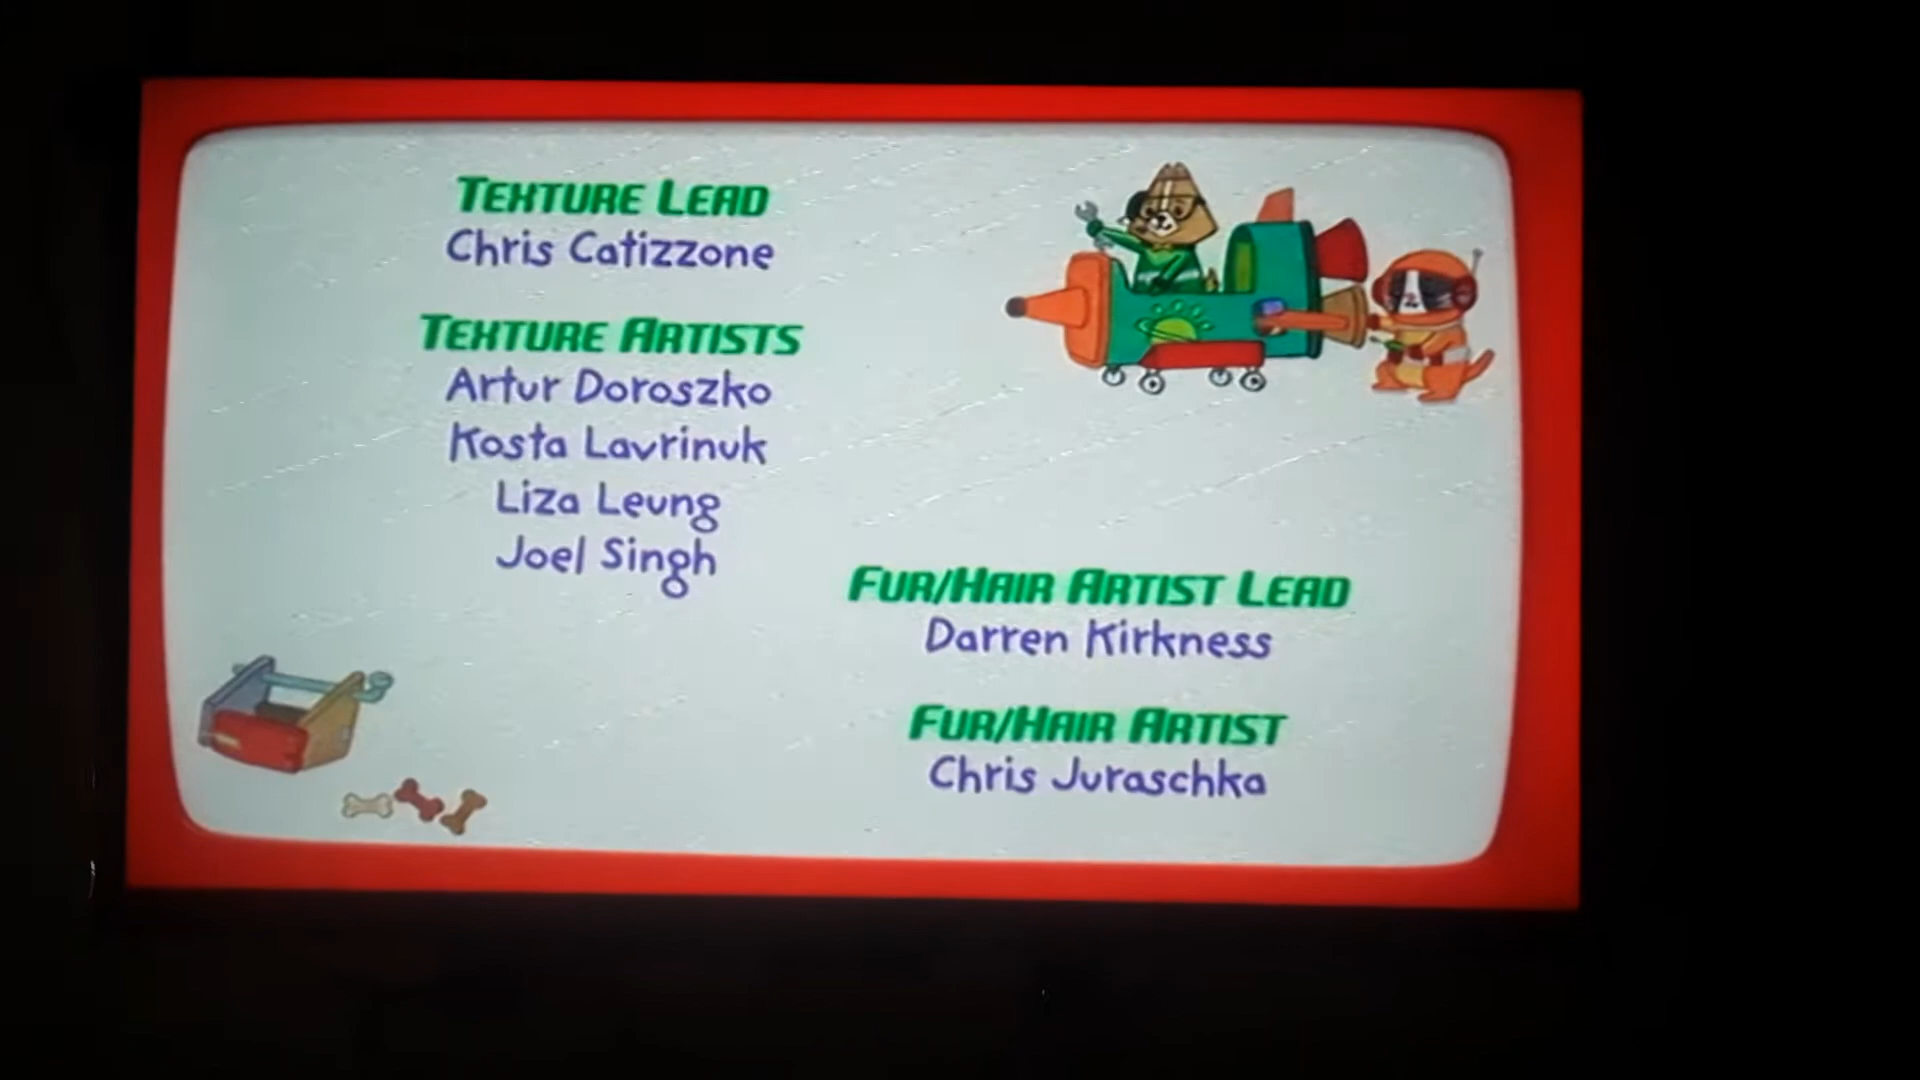 TEXTURE LEAD
Chris Catizzone
TEXTURE ARTISTS
Artur Doroszko
Kosta Lavrinuk
Liza Leung
Joel Singh
FUR/HAIR ARTIST LEAD
Darren Kirkness
FUR/HAIR ARTIST
Chris Juraschka